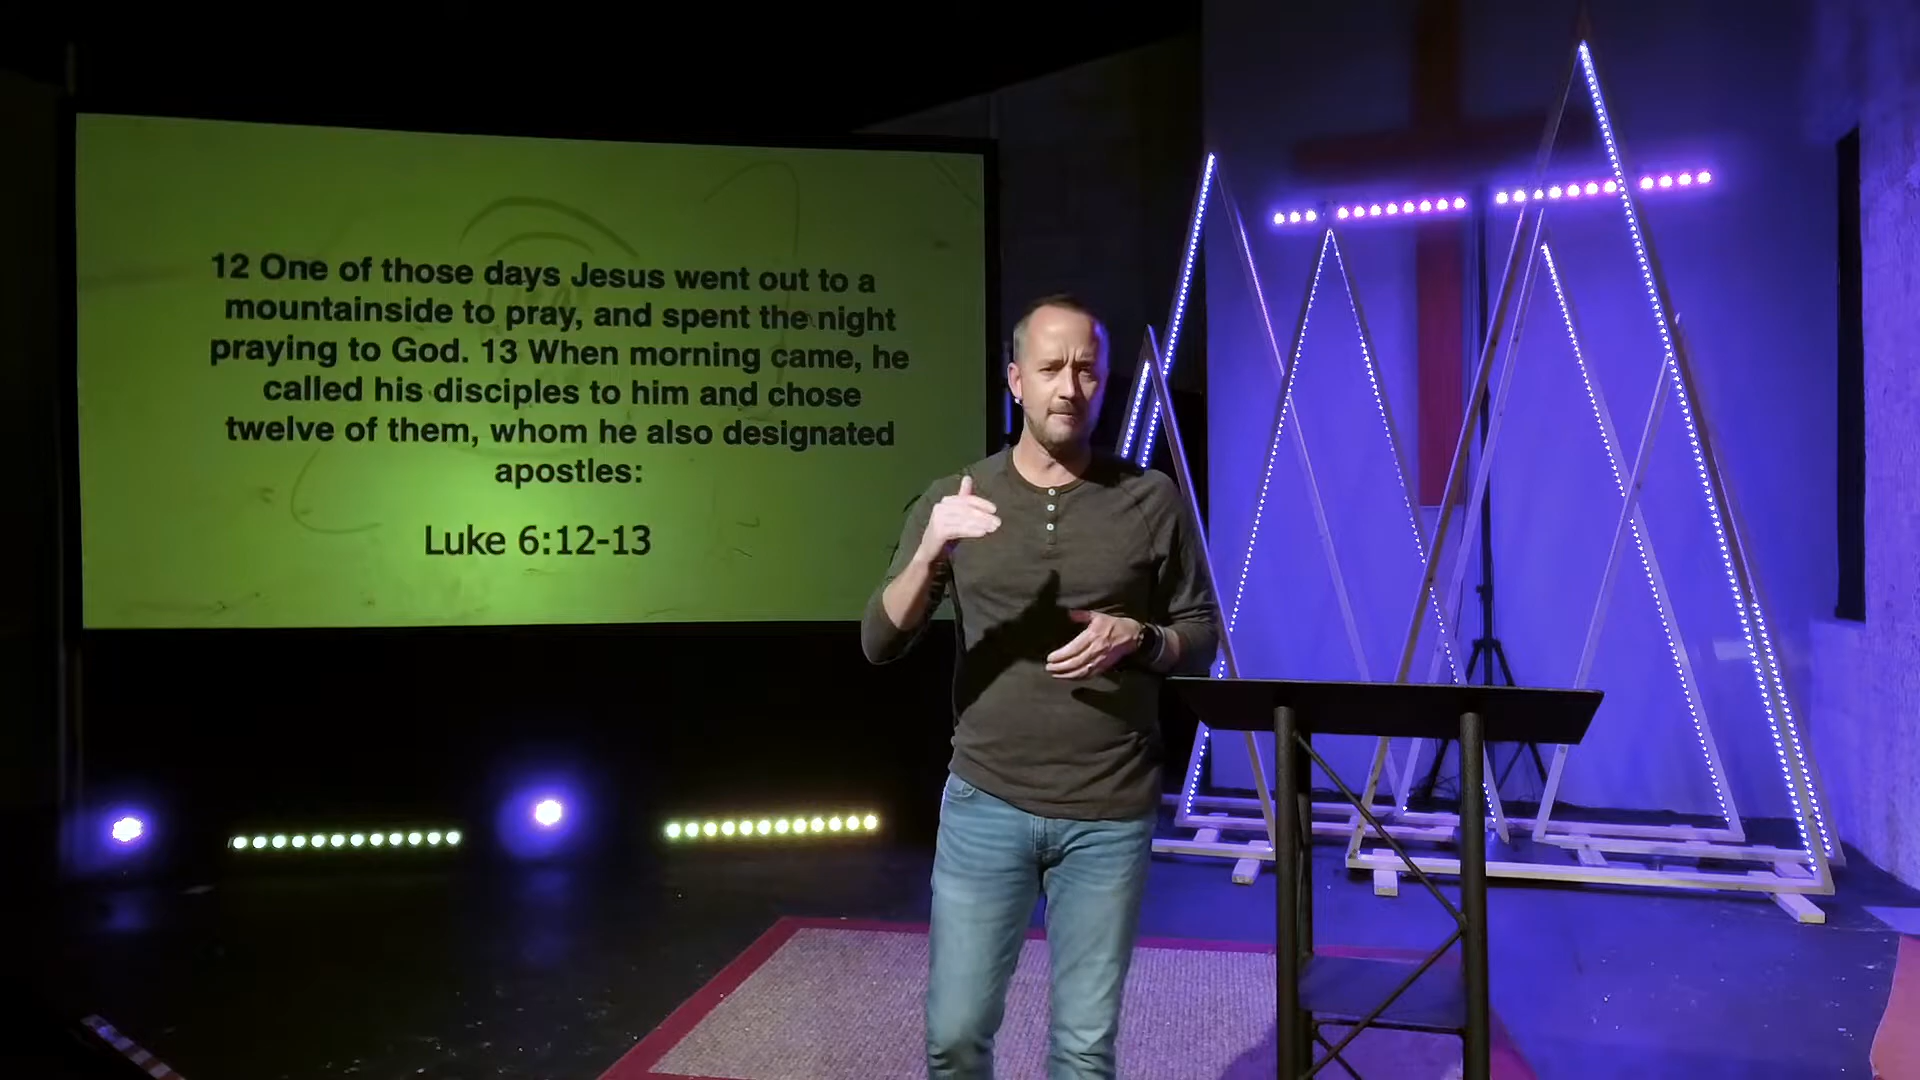 12 One of those days Jesus went out to a
mountainside to pray, and spent the night
praying to God. 13 When morning came, he
called his disciples to him and chose
twelve of them, whom he also designated
apostles:
Luke 6:12-13